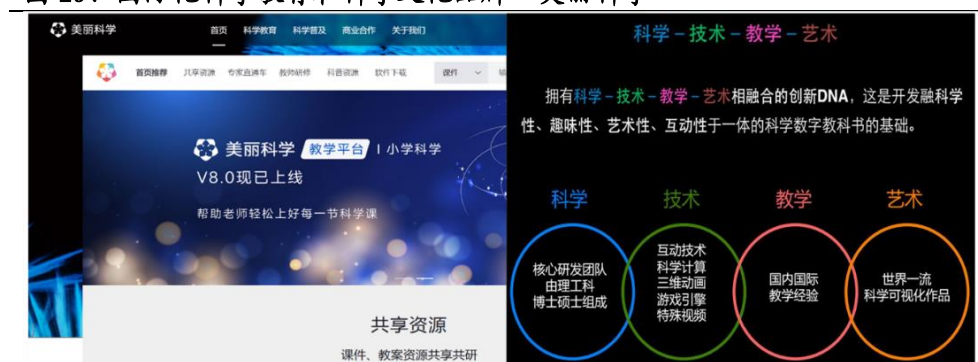 美丽科学
首页 科学教育 科学普及 商业合作 关于我们
首页推荐 共享资源 专家直通车 教师研修 科普资源 软件下载 课件
美丽科学 教学平台 | 小学科学
V8.0现已上线
帮助老师轻松上好每一节科学课
共享资源
课件、教案资源共享共研
科学－技术－教学－艺术
拥有科学－技术－教学－艺术相融合的创新DNA，这是开发融科学
性、趣味性、艺术性、互动性于一体的科学数字教科书的基础。
科学 技术 教学 艺术
核心研发团队
由理工科
博士硕士组成
互动技术
科学计算
三维动画
游戏引擎
特殊视频
国内国际
教学经验
世界一流
科学可视化作品